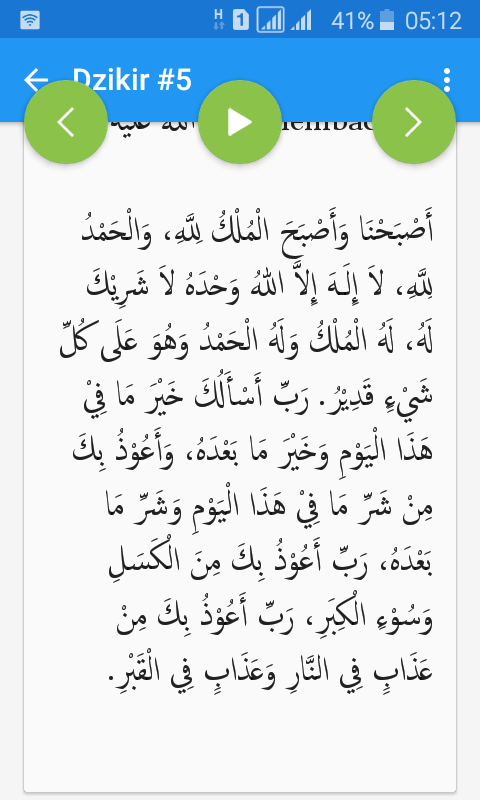 H 1 41% 05:12
Dzikir #5
أَصْبَحْنَا وَأَصْبَحَ الْمُلْكُ لِلَّهِ، وَالْحَمْدُ
لِلَّهِ، لاَ إِلَـهَ إِلاَّ اللهُ وَحْدَهُ لاَ شَرِيْكَ
لَهُ، لَهُ الْمُلْكُ وَلَهُ الْحَمْدُ وَهُوَ عَلَى كُلِّ
شَيْءٍ قَدِيْرُ. رَبِّ أَسْأَلُكَ خَيْرَ مَا فِيْ
هَذَا الْيَوْمِ وَخَيْرَ مَا بَعْدَهُ، وَأَعُوْذُ بِكَ
مِنْ شَرِّ مَا فِيْ هَذَا الْيَوْمِ وَشَرِّ مَا
بَعْدَهُ، رَبِّ أَعُوْذُ بِكَ مِنَ الْكَسَلِ
وَسُوْءِ الْكِبَرِ، رَبِّ أَعُوْذُ بِكَ مِنْ
عَذَابٍ فِي النَّارِ وَعَذَابٍ فِي الْقَبْرِ.